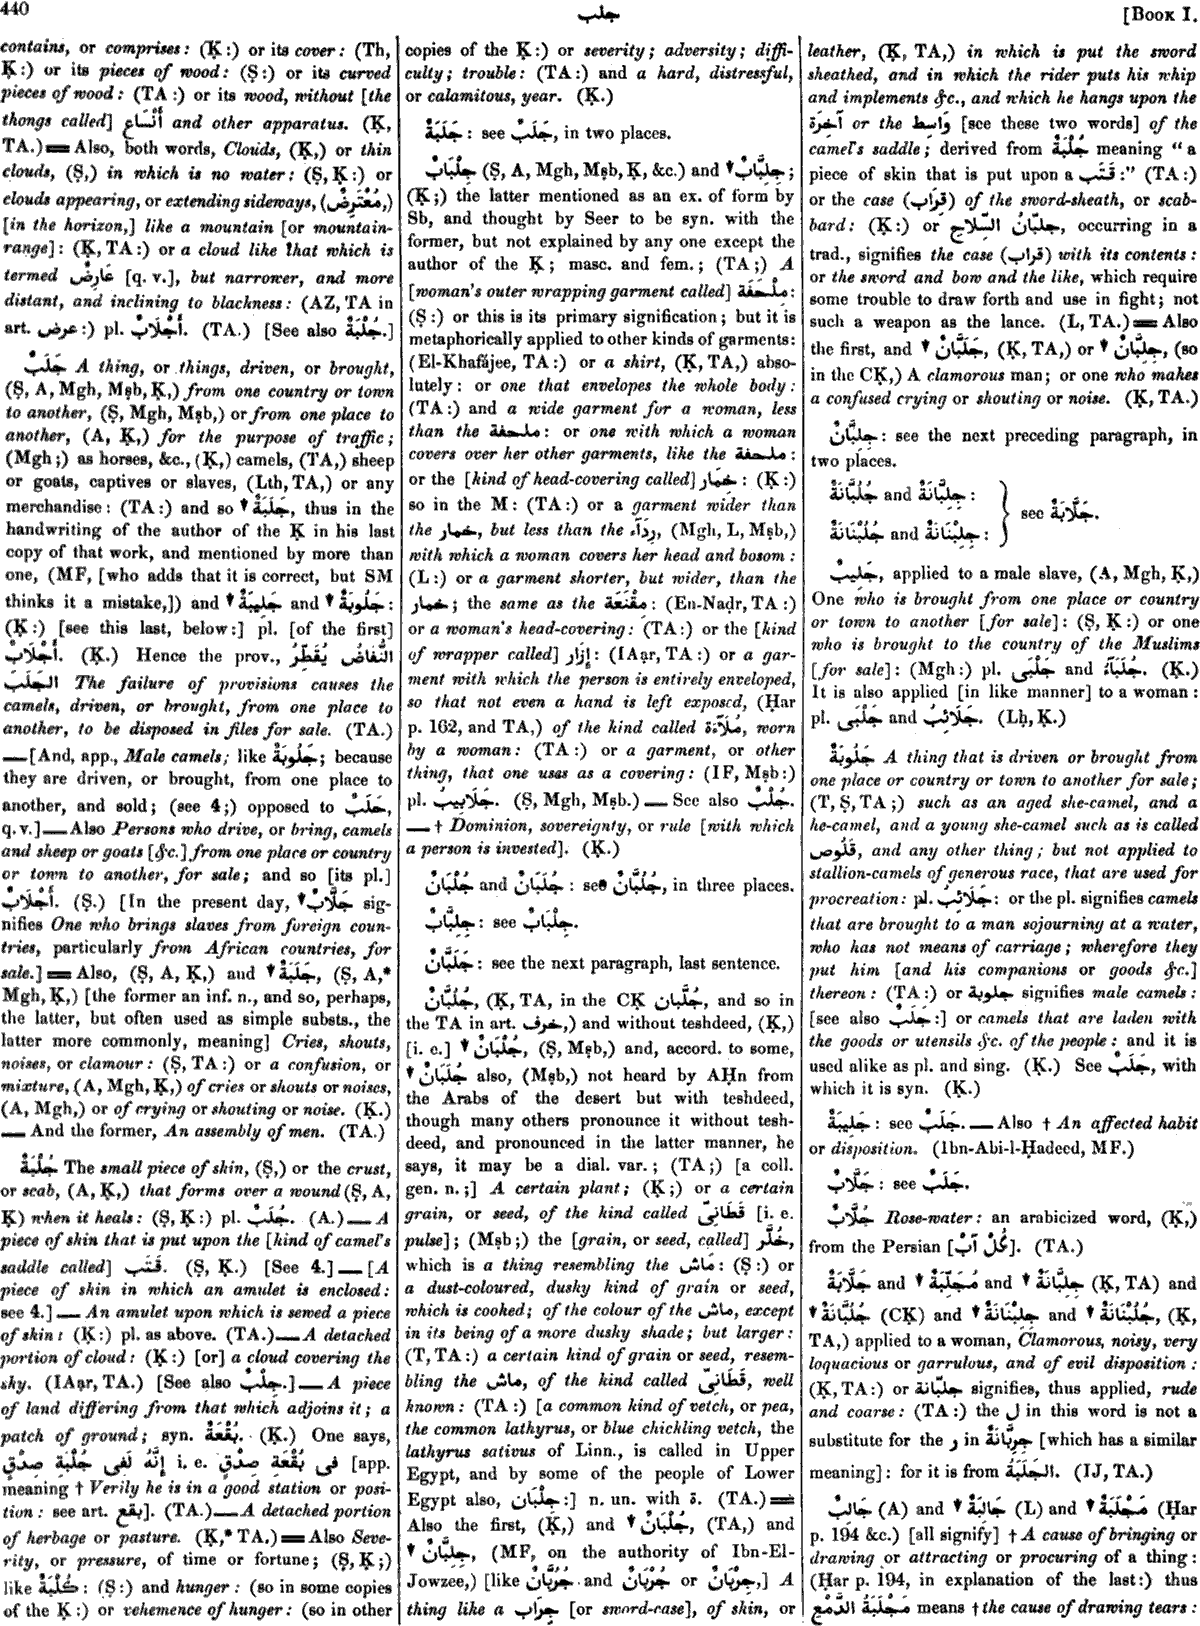 440
جلب
[BOOK I.
contains, or comprises: (Ḳ:) or its cover: (Th,
Ḳ:) or its pieces of wood: (Ṣ:) or its curved
pieces of wood: (TA:) or its wood, without [the
thongs called] أَنْسَاع and other apparatus. (Ḳ,
TA.) ═ Also, both words, Clouds, (Ḳ,) or thin
clouds, (Ṣ,) in which is no water: (Ṣ, Ḳ:) or
clouds appearing, or extending sideways, (مُعْتَرِضٌ,)
[in the horizon,] like a mountain [or mountain-
range]: (Ḳ, TA:) or a cloud like that which is
termed عَارِضٌ [q. v.], but narrower, and more
distant, and inclining to blackness: (AZ, TA in
art. عرض:) pl. أَجْلَابٌ. (TA.) [See also جُلْبَةٌ.]
جَلَبٌ A thing, or things, driven, or brought,
(Ṣ, A, Mgh, Mṣb, Ḳ,) from one country or town
to another, (Ṣ, Mgh, Mṣb,) or from one place to
another, (A, Ḳ,) for the purpose of traffic;
(Mgh;) as horses, &c., (Ḳ,) camels, (TA,) sheep
or goats, captives or slaves, (Lth, TA,) or any
merchandise: (TA:) and so ▾ جَلَبَةٌ, thus in the
handwriting of the author of the Ḳ in his last
copy of that work, and mentioned by more than
one, (MF, [who adds that it is correct, but SM
thinks it a mistake,]) and ▾ جَلِيبَةٌ and ▾ جَلُوبَةٌ:
(Ḳ:) [see this last, below:] pl. [of the first]
أَجْلَابٌ. (Ḳ.) Hence the prov., النُّفَاضُ يُقَطِّرُ
الجَلَبَ The failure of provisions causes the
camels, driven, or brought, from one place to
another, to be disposed in files for sale. (TA.)
— [And, app., Male camels; like جَلُوبَةٌ; because
they are driven, or brought, from one place to
another, and sold; (see 4;) opposed to حَلَبٌ,
q. v.] — Also Persons who drive, or bring, camels
and sheep or goats [&c.] from one place or country
or town to another, for sale; and so [its pl.]
أَجْلَابٌ. (Ṣ.) [In the present day, ▾ جَلَّابٌ sig-
nifies One who brings slaves from foreign coun-
tries, particularly from African countries, for
sale.] ═ Also, (Ṣ, A, Ḳ,) and ▾ جَلَبَةٌ, (Ṣ, A,*
Mgh, Ḳ,) [the former an inf. n., and so, perhaps,
the latter, but often used as simple substs., the
latter more commonly, meaning] Cries, shouts,
noises, or clamour: (Ṣ, TA:) or a confusion, or
mixture, (A, Mgh, Ḳ,) of cries or shouts or noises,
(A, Mgh,) or of crying or shouting or noise. (Ḳ.)
— And the former, An assembly of men. (TA.)
جُلْبَةٌ The small piece of skin, (Ṣ,) or the crust,
or scab, (A, Ḳ,) that forms over a wound (Ṣ, A,
Ḳ) when it heals: (Ṣ, Ḳ:) pl. جُلَبٌ. (A.) — A
piece of skin that is put upon the [kind of camel's
saddle called] قَتَب. (Ṣ, Ḳ.) [See 4.] — [A
piece of skin in which an amulet is enclosed:
see 4.] — An amulet upon which is sewed a piece
of skin: (Ḳ:) pl. as above. (TA.) — A detached
portion of cloud: (Ḳ:) [or] a cloud covering the
sky. (IAạr, TA.) [See also جِلْبٌ.] — A piece
of land differing from that which adjoins it; a
patch of ground; syn. بُقْعَةٌ. (Ḳ.) One says,
إِنَّهُ لَفِى جُلْبَةِ صِدْقٍ i. e. فِى بُقْعَةِ صِدْقٍ [app.
meaning † Verily he is in a good station or posi-
tion: see art. بقع]. (TA.) — A detached portion
of herbage or pasture. (Ḳ,* TA.) ═ Also Seve-
rity, or pressure, of time or fortune; (Ṣ, Ḳ;)
like كُلْبَةٌ: (Ṣ:) and hunger: (so in some copies
of the Ḳ:) or vehemence of hunger: (so in other
copies of the Ḳ:) or severity; adversity; diffi-
culty; trouble: (TA:) and a hard, distressful,
or calamitous, year. (Ḳ.)
جَلَبَةٌ: see جَلَبٌ, in two places.
جِلْبَابٌ (Ṣ, A, Mgh, Mṣb, Ḳ, &c.) and ▾ جِلِبَّابٌ;
(Ḳ;) the latter mentioned as an ex. of form by
Sb, and thought by Seer to be syn. with the
former, but not explained by any one except the
author of the Ḳ; masc. and fem.; (TA;) A
[woman's outer wrapping garment called] مِلْحَفَة:
(Ṣ:) or this is its primary signification; but it is
metaphorically applied to other kinds of garments:
(El-Khafájee, TA:) or a shirt, (Ḳ, TA,) abso-
lutely: or one that envelopes the whole body:
(TA:) and a wide garment for a woman, less
than the ملحفة: or one with which a woman
covers over her other garments, like the ملحفة:
or the [kind of head-covering called] خِمَار: (Ḳ:)
so in the M: (TA:) or a garment wider than
the خمار, but less than the رِدَآء, (Mgh, L, Mṣb,)
with which a woman covers her head and bosom:
(L:) or a garment shorter, but wider, than the
خمار; the same as the مِقْنَعَة: (En-Naḍr, TA:)
or a woman's head-covering: (TA:) or the [kind
of wrapper called] إِزَار: (IAạr, TA:) or a gar-
ment with which the person is entirely enveloped,
so that not even a hand is left exposed, (Ḥar
p. 162, and TA,) of the kind called مُلَآءَة, worn
by a woman: (TA:) or a garment, or other
thing, that one uses as a covering: (IF, Mṣb:)
pl. جَلَابِيبُ. (Ṣ, Mgh, Mṣb.) — See also جُلْبٌ.
— † Dominion, sovereignty, or rule [with which
a person is invested]. (Ḳ.)
جُلْبَانٌ and جُلَبَانٌ: see جُلُبَّانٌ, in three places.
جِلِبَّابٌ: see جِلْبَابٌ.
جَلَبَّانٌ: see the next paragraph, last sentence.
جُلُبَّانٌ, (Ḳ, TA, in the CḲ جُلَّبان, and so in
the TA in art. خرف,) and without teshdeed, (Ḳ,)
[i. e.] ▾ جُلْبَانٌ, (Ṣ, Mṣb,) and, accord. to some,
▾ جُلَبَانٌ also, (Mṣb,) not heard by AḤn from
the Arabs of the desert but with teshdeed,
though many others pronounce it without tesh-
deed, and pronounced in the latter manner, he
says, it may be a dial. var.; (TA;) [a coll.
gen. n.;] A certain plant; (Ḳ;) or a certain
grain, or seed, of the kind called قَطَانِىّ [i. e.
pulse]; (Mṣb;) the [grain, or seed, called] خُلَّر,
which is a thing resembling the مَاش: (Ṣ:) or
a dust-coloured, dusky kind of grain or seed,
which is cooked; of the colour of the ماش, except
in its being of a more dusky shade; but larger:
(T, TA:) a certain kind of grain or seed, resem-
bling the ماش, of the kind called قَطَانِىّ, well
known: (TA:) [a common kind of vetch, or pea,
the common lathyrus, or blue chickling vetch, the
lathyrus sativus of Linn., is called in Upper
Egypt, and by some of the people of Lower
Egypt also, جِلْبَان:] n. un. with ة. (TA.) ═
Also the first, (Ḳ,) and ▾ جُلْبَانٌ, (TA,) and
▾ جِلِبَّانٌ, (MF, on the authority of Ibn-El-
Jowzee,) [like جُرُبَّانٌ and جُرْبَانٌ or جِرِبَّانٌ,] A
thing like a جِرَاب [or sword-case], of skin, or
leather, (Ḳ, TA,) in which is put the sword
sheathed, and in which the rider puts his whip
and implements &c., and which he hangs upon the
آخِرَة or the وَاسِط [see these two words] of the
camel's saddle; derived from جُلْبَةٌ meaning "a
piece of skin that is put upon a قَتَب:" (TA:)
or the case (قِرَاب) of the sword-sheath, or scab-
bard: (Ḳ:) or جُلُبَّانُ السِّلَاحِ, occurring in a
trad., signifies the case (قراب) with its contents:
or the sword and bow and the like, which require
some trouble to draw forth and use in fight; not
such a weapon as the lance. (L, TA.) ═ Also
the first, and ▾ جَلَبَّانٌ, (Ḳ, TA,) or ▾ جِلِبَّانٌ, (so
in the CḲ,) A clamorous man; or one who makes
a confused crying or shouting or noise. (Ḳ, TA.)
جِلِبَّانٌ: see the next preceding paragraph, in
two places.
جُلُبَّانَةٌ and جِلِبَّانَةٌ:
جُلُبْنَانَةٌ and جِلِبْنَانَةٌ: } see جَلَّابَةٌ.
جَلِيبٌ, applied to a male slave, (A, Mgh, Ḳ,)
One who is brought from one place or country
or town to another [for sale]: (Ṣ, Ḳ:) or one
who is brought to the country of the Muslims
[for sale]: (Mgh:) pl. جَلْبَى and جُلَبَآءُ. (Ḳ.)
It is also applied [in like manner] to a woman:
pl. جَلْبَى and جَلَائِبُ. (Lḥ, Ḳ.)
جَلُوبَةٌ A thing that is driven or brought from
one place or country or town to another for sale;
(T, Ṣ, TA;) such as an aged she-camel, and a
he-camel, and a young she-camel such as is called
قَلُوص, and any other thing; but not applied to
stallion-camels of generous race, that are used for
procreation: pl. جَلَائِبُ: or the pl. signifies camels
that are brought to a man sojourning at a water,
who has not means of carriage; wherefore they
put him [and his companions or goods &c.]
thereon: (TA:) or جلوبة signifies male camels:
[see also جَلَبٌ:] or camels that are laden with
the goods or utensils &c. of the people: and it is
used alike as pl. and sing. (Ḳ.) See جَلَبٌ, with
which it is syn. (Ḳ.)
جَلِيبَةٌ: see جَلَبٌ. — Also † An affected habit
or disposition. (Ibn-Abi-l-Ḥadeed, MF.)
جَلَّابٌ: see جَلَبٌ.
جُلَّابٌ Rose-water: an arabicized word, (Ḳ,)
from the Persian [گُلْ آبْ]. (TA.)
جَلَّابَةٌ and ▾ مُجَلِّبَةٌ and ▾ جِلِبَّانَةٌ (Ḳ, TA) and
▾ جُلُبَّانَةٌ (CḲ) and ▾ جِلِبْنَانَةٌ and ▾ جُلُبْنَانَةٌ, (Ḳ,
TA,) applied to a woman, Clamorous, noisy, very
loquacious or garrulous, and of evil disposition:
(Ḳ, TA:) or جلبّانة signifies, thus applied, rude
and coarse: (TA:) the ل in this word is not a
substitute for the ر in جِرِبَّانَةٌ [which has a similar
meaning]: for it is from الجَلَبَةُ. (IJ, TA.)
جَالِبٌ (A) and ▾ جَالِبَةٌ (L) and ▾ مَجْلَبَةٌ (Ḥar
p. 194 &c.) [all signify] † A cause of bringing or
drawing or attracting or procuring of a thing:
(Ḥar p. 194, in explanation of the last:) thus
مَجْلَبَةُ الدَّمْعِ means † the cause of drawing tears: